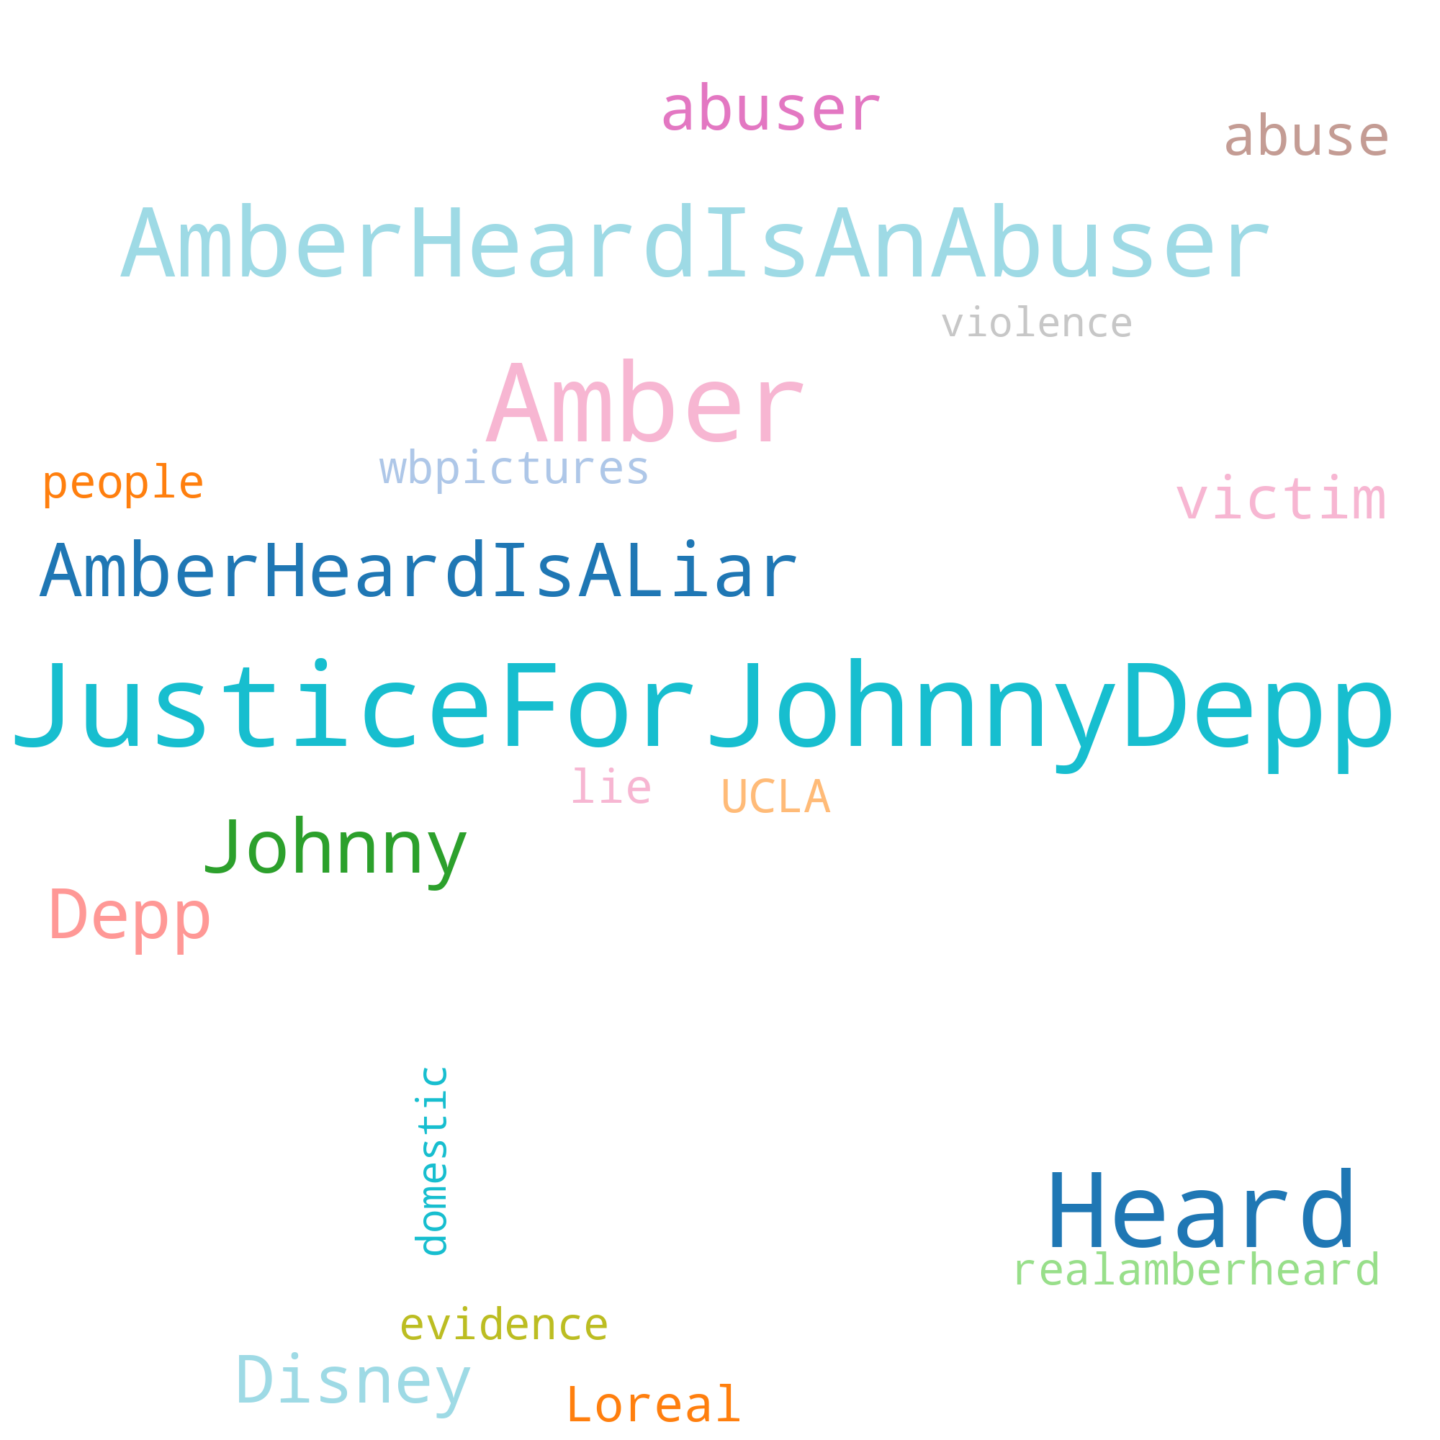 abuser
abuse
AmberHeardIsAnAbuser
violence
Amber
people
wbpictures
victim
AmberHeardIsALiar
JusticeForJohnnyDepp
lie
UCLA
Johnny
Depp
domestic
Heard
realamberheard
evidence
Disney
Loreal